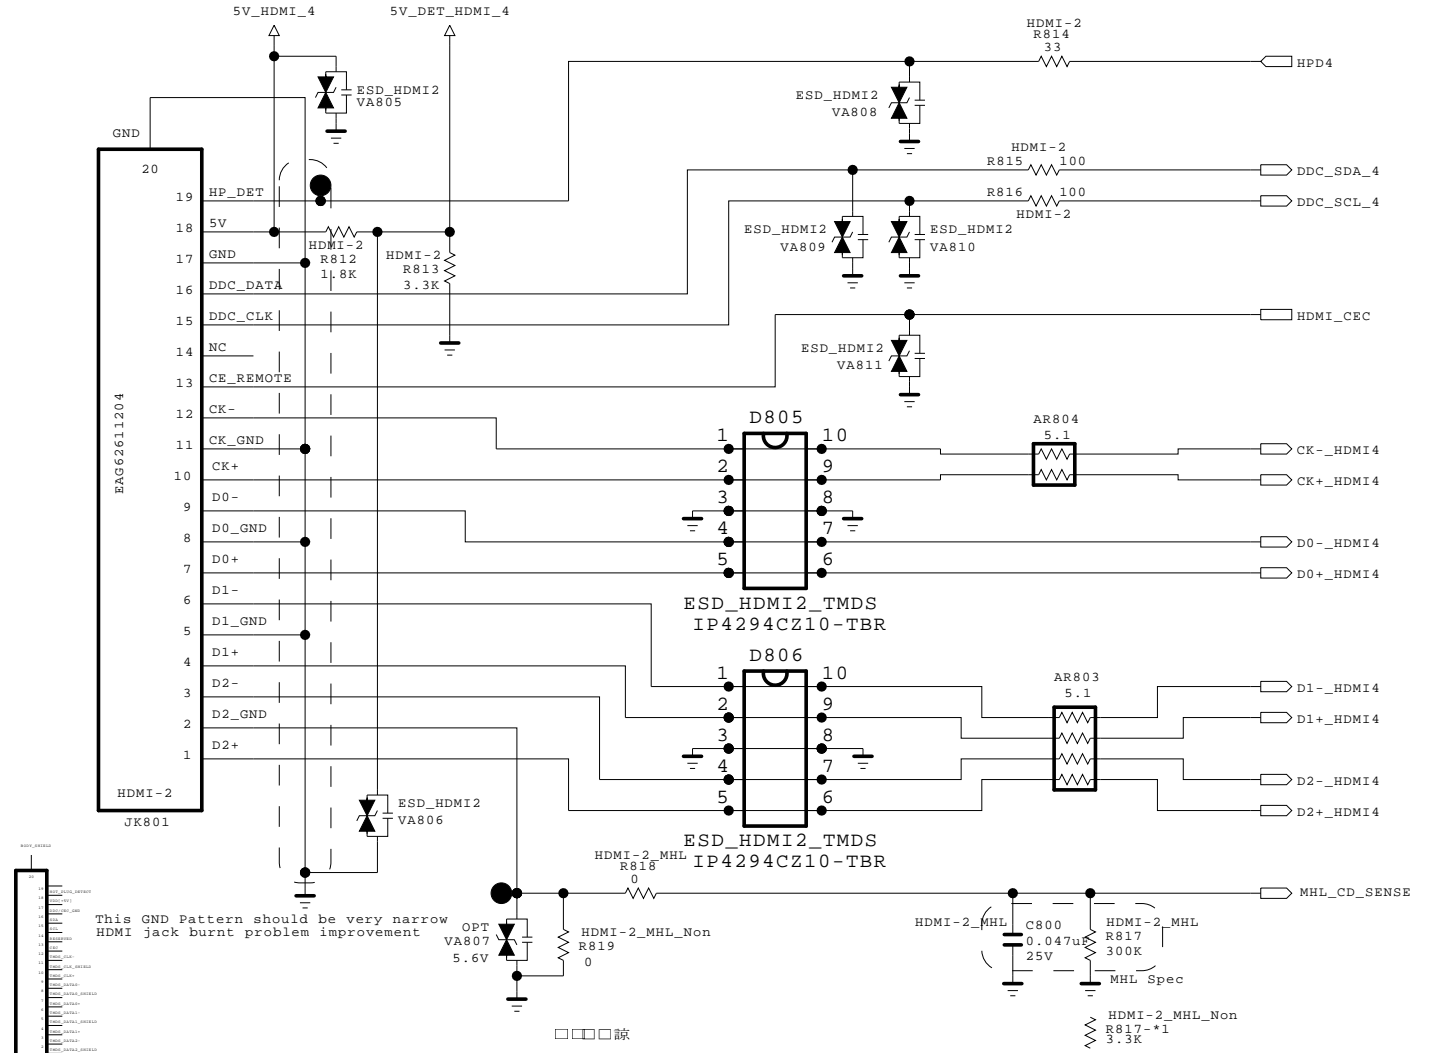 5V_HDMI_4
5V_DET_HDMI_4
HDMI-2
R814
33
HPD4
ESD_HDMI2
VA805
ESD_HDMI2
VA808
GND
20
HDMI-2
R815
100
DDC_SDA_4
R816
100
HDMI-2
DDC_SCL_4
19
HP_DET
18
5V
17
GND
16
DDC_DATA
15
DDC_CLK
14
NC
13
CE_REMOTE
12
CK-
11
CK_GND
10
CK+
9
D0-
8
D0_GND
7
D0+
6
D1-
5
D1_GND
4
D1+
3
D2-
2
D2_GND
1
D2+
EAG62611204
HDMI-2
JK801
HDMI-2
R812
1.8K
HDMI-2
R813
3.3K
ESD_HDMI2
VA809
ESD_HDMI2
VA810
HDMI_CEC
ESD_HDMI2
VA811
D805
1
2
3
4
5
10
9
8
7
6
ESD_HDMI2_TMDS
IP4294CZ10-TBR
AR804
5.1
CK-_HDMI4
CK+_HDMI4
D0-_HDMI4
D0+_HDMI4
D806
1
2
3
4
5
10
9
8
7
6
ESD_HDMI2_TMDS
IP4294CZ10-TBR
AR803
5.1
D1-_HDMI4
D1+_HDMI4
D2-_HDMI4
D2+_HDMI4
ESD_HDMI2
VA806
HDMI-2_MHL
R818
0
MHL_CD_SENSE
This GND Pattern should be very narrow
HDMI jack burnt problem improvement
OPT
VA807
5.6V
HDMI-2_MHL_Non
R819
0
HDMI-2_MHL
C800
0.047uF
25V
HDMI-2_MHL
R817
300K
MHL Spec
HDMI-2_MHL_Non
R817-*1
3.3K
□□□□諒